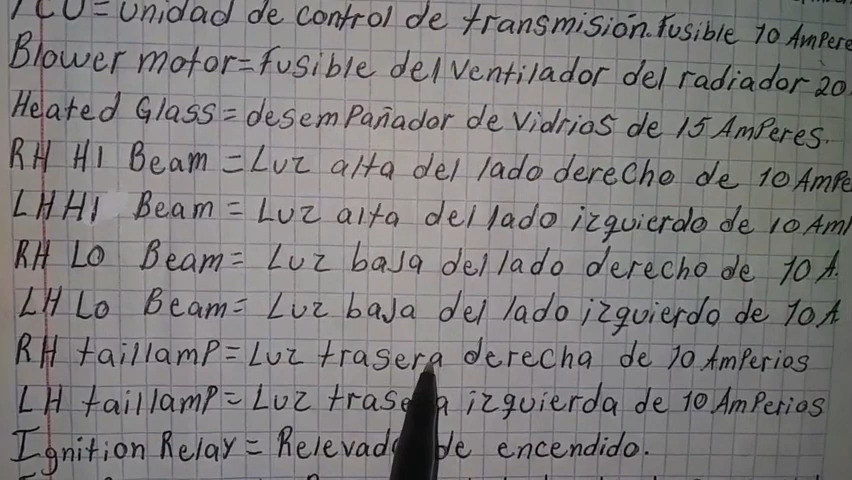 TCU=unidad de control de transmisión.fusible 10 Ampere
Blower motor=fusible del ventilador del radiador 20
Heated Glass=desempañador de vidrios de 15 Amperes.
RH HI Beam=Luz alta del lado derecho de 10 Ampe
LH HI Beam=Luz alta del lado izquierdo de 10 Am
RH LO Beam=Luz baja del lado derecho de 10 A.
LH LO Beam=Luz baja del lado izquierdo de 10 A
RH taillamp=Luz trasera derecha de 10 Amperios
LH taillamp=Luz trasera izquierda de 10 Amperios
Ignition Relay=Relevad de encendido.